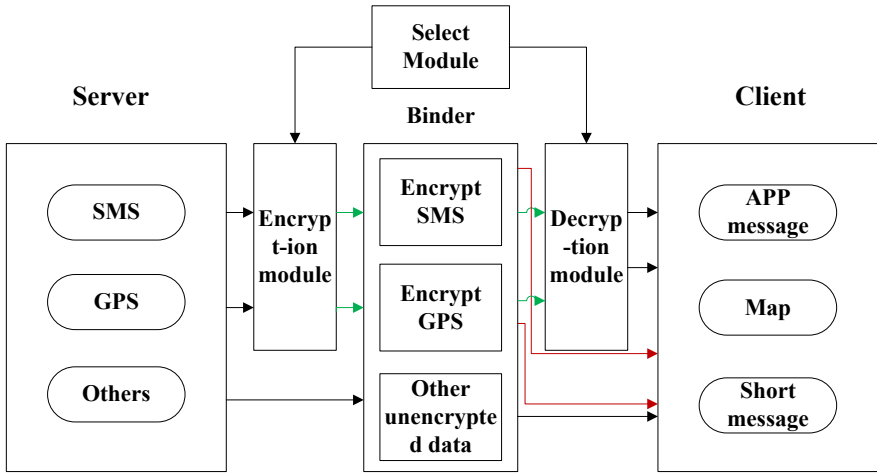 Select
Module
Server
Binder
Client
SMS
GPS
Others
Encryp
t-ion
module
Encrypt
SMS
Encrypt
GPS
Other
unencrypte
d data
Decryp
-tion
module
APP
message
Map
Short
message